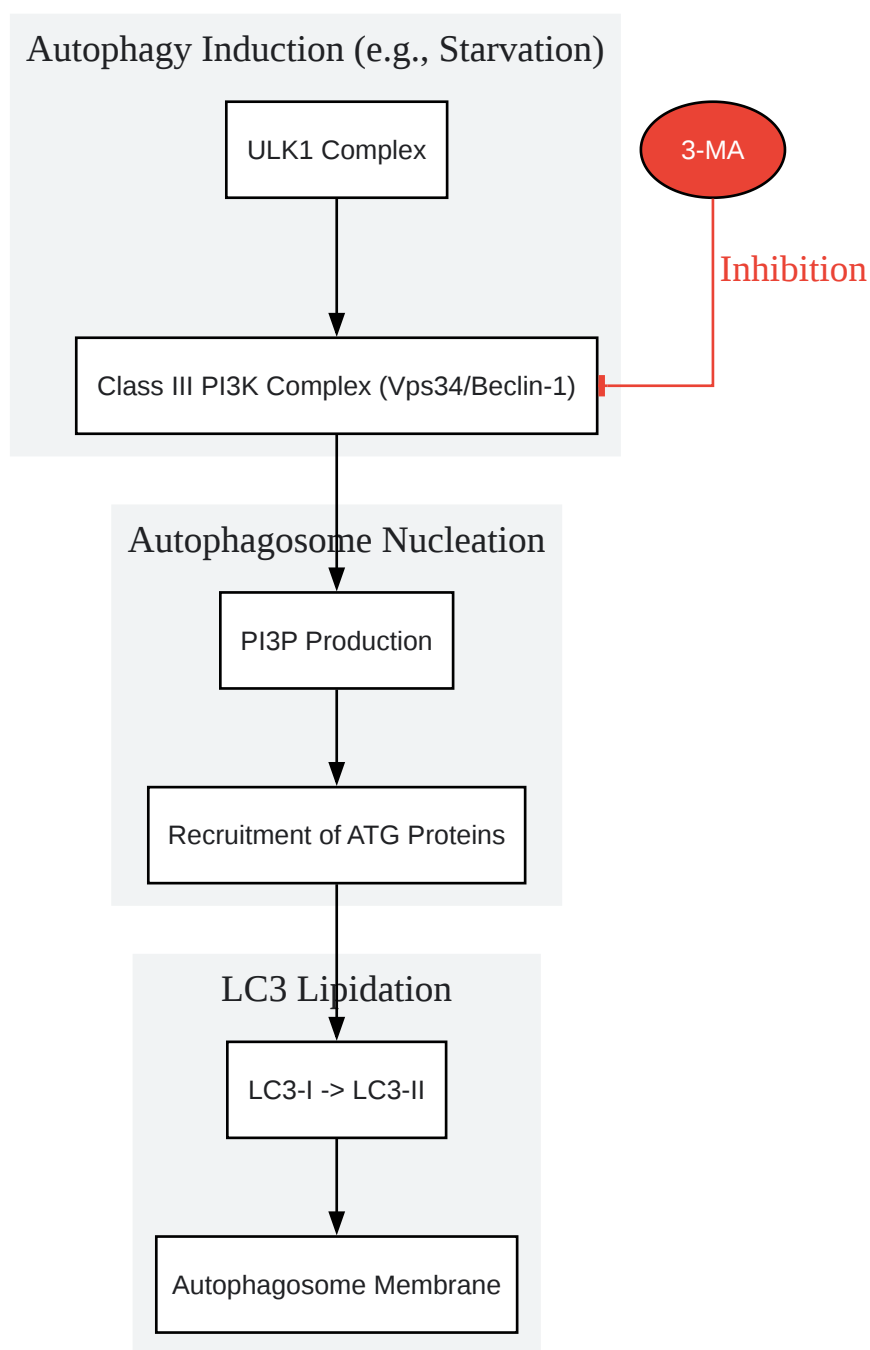 Autophagy Induction (e.g., Starvation)
ULK1 Complex
3-MA
Inhibition
Class III PI3K Complex (Vps34/Beclin-1)
Autophagosome Nucleation
PI3P Production
Recruitment of ATG Proteins
LC3 Lipidation
LC3-I -> LC3-II
Autophagosome Membrane